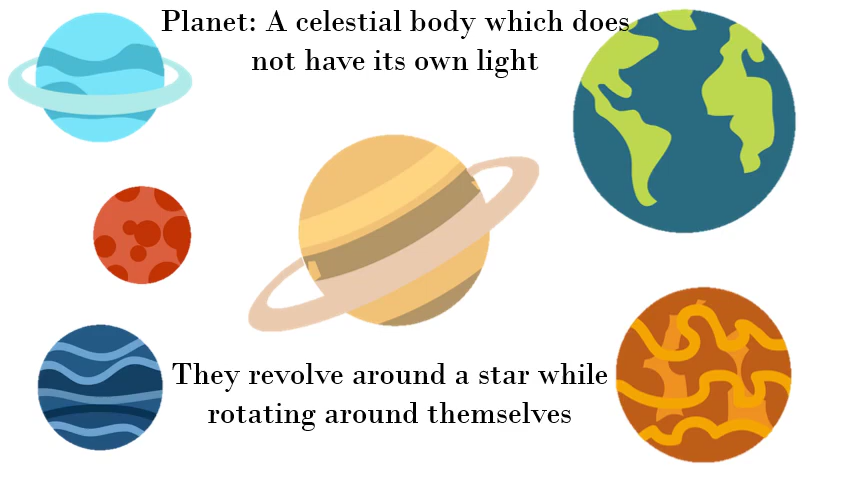 Planet: A celestial body which does
not have its own light
They revolve around a star while
rotating around themselves